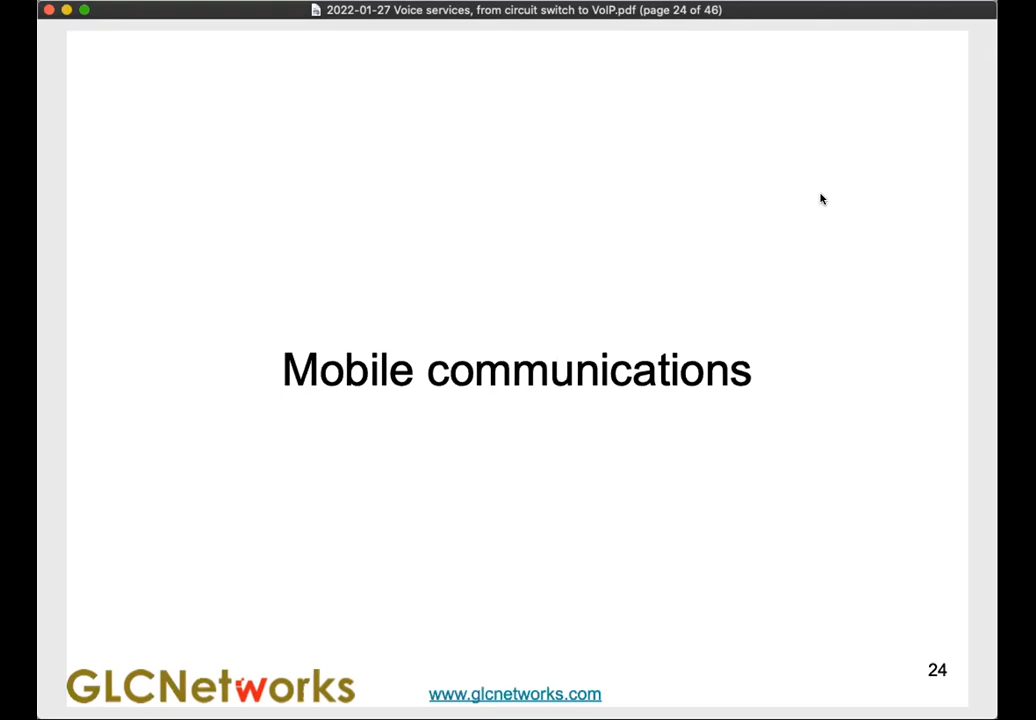 2022-01-27 Voice services, from circuit switch to VoIP.pdf (page 24 of 46)
Mobile communications
24
GLCNetworks
www.glcnetworks.com